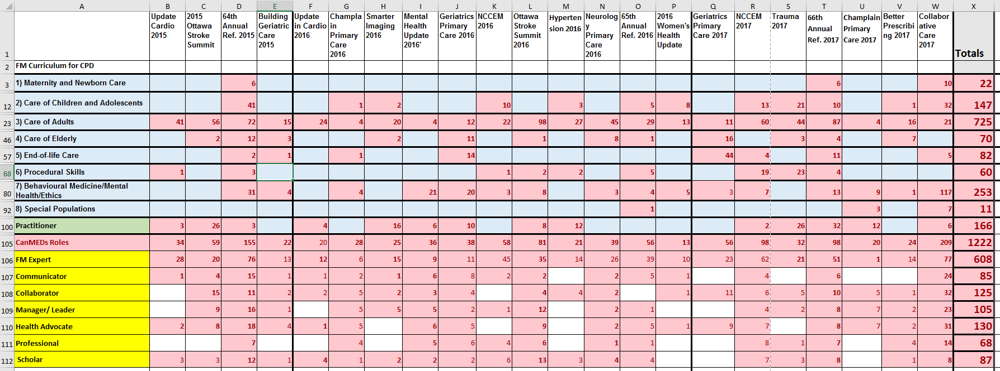 A B C D E F G H I J K L M N O P Q R S T U V W X
1 Update Cardio 2015 | 2015 Ottawa Stroke Summit | 64th Annual Ref. 2015 | Building Geriatric Care 2015 | Update in Cardio 2016 | Champla in Primary Care 2016 | Smarter Imaging 2016 | Mental Health Update 2016' | Geriatrics Primary Care 2016 | NCCEM 2016 | Ottawa Stroke Summit 2016 | Hyperten sion 2016 | Neurolog y Primary Care 2016 | 65th Annual Ref. 2016 | 2016 Women's Health Update | Geriatrics Primary Care 2017 | NCCEM 2017 | Trauma 2017 | 66th Annual Ref. 2017 | Champlain Primary Care 2017 | Better Prescribi ng 2017 | Collabor ative Care 2017 | Totals
2 FM Curriculum for CPD
3 1) Maternity and Newborn Care 6 6 10 22
12 2) Care of Children and Adolescents 41 1 2 10 3 5 8 13 21 10 1 32 147
23 3) Care of Adults 41 56 72 15 24 4 20 4 12 22 98 27 45 29 13 11 60 44 87 4 16 21 725
46 4) Care of Elderly 2 12 3 2 11 1 8 1 16 3 4 7 70
57 5) End-of-life Care 2 1 1 14 44 4 11 5 82
68 6) Procedural Skills 1 3 1 2 2 5 19 23 4 60
80 7) Behavioural Medicine/Mental Health/Ethics 31 4 4 21 20 3 8 3 4 5 3 7 13 9 1 117 253
92 8) Special Populations 1 3 7 11
100 Practitioner 3 26 3 4 16 6 10 8 12 2 26 32 12 6 166
105 CanMEDs Roles 34 59 155 22 20 28 25 36 38 58 81 21 39 56 13 56 98 32 98 20 24 209 1222
106 FM Expert 28 20 76 13 12 6 15 9 11 45 35 14 26 39 10 23 62 21 51 1 14 77 608
107 Communicator 1 4 15 1 1 2 1 6 8 2 2 2 5 1 4 6 24 85
108 Collaborator 15 11 2 2 5 2 3 4 4 4 2 1 11 6 5 10 5 1 32 125
109 Manager/ Leader 9 16 1 5 5 5 2 1 12 2 1 4 2 8 7 2 23 105
110 Health Advocate 2 8 18 4 1 5 6 5 9 2 5 1 9 7 8 7 2 31 130
111 Professional 7 4 5 6 4 6 1 1 8 1 7 4 14 68
112 Scholar 3 3 12 1 4 1 2 2 2 6 13 3 4 4 7 3 8 1 8 87